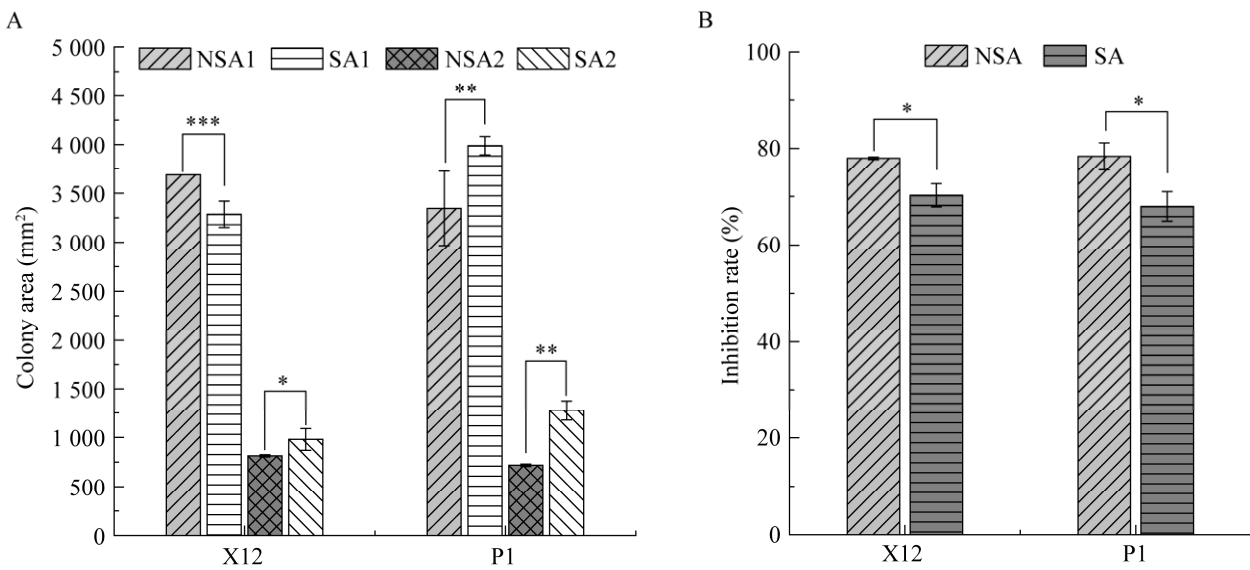 A
5 000
4 500
4 000
3 500
3 000
2 500
2 000
1 500
1 000
500
0
Colony area (mm²)
NSA1 SA1 NSA2 SA2
***
**
*
**
X12 P1
B
100
80
60
40
20
0
Inhibition rate (%)
NSA SA
*
*
X12 P1